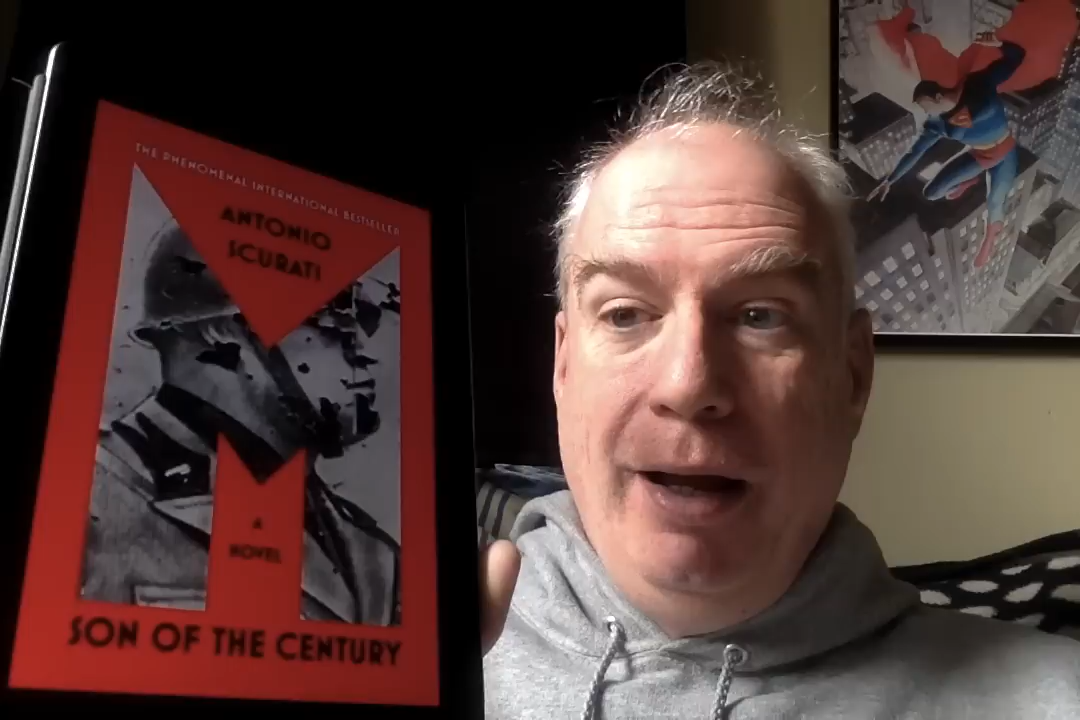 THE PHENOMENAL INTERNATIONAL BESTSELLER
ANTONIO
SCURATI
A
NOVEL
SON OF THE CENTURY